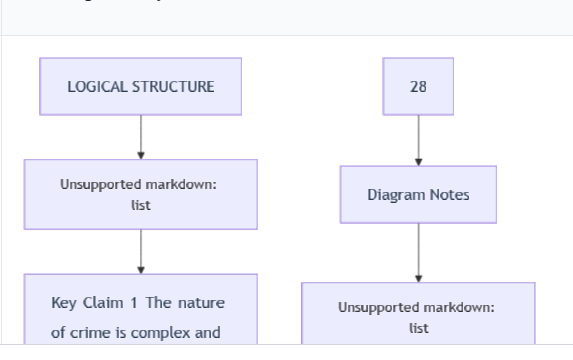 LOGICAL STRUCTURE
Unsupported markdown:
list
Key Claim 1 The nature
of crime is complex and
28
Diagram Notes
Unsupported markdown:
list